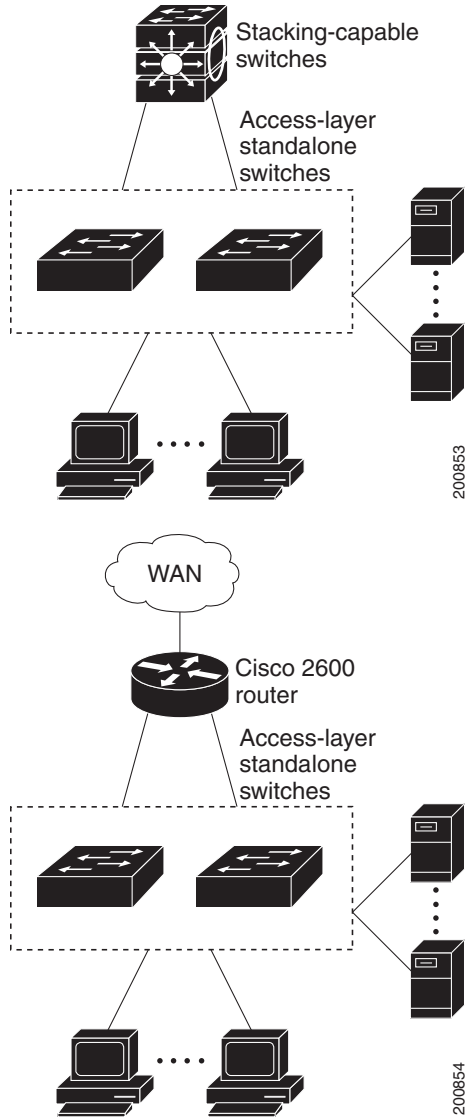 Stacking-capable
switches
Access-layer
standalone
switches
200853
WAN
Cisco 2600
router
Access-layer
standalone
switches
200854